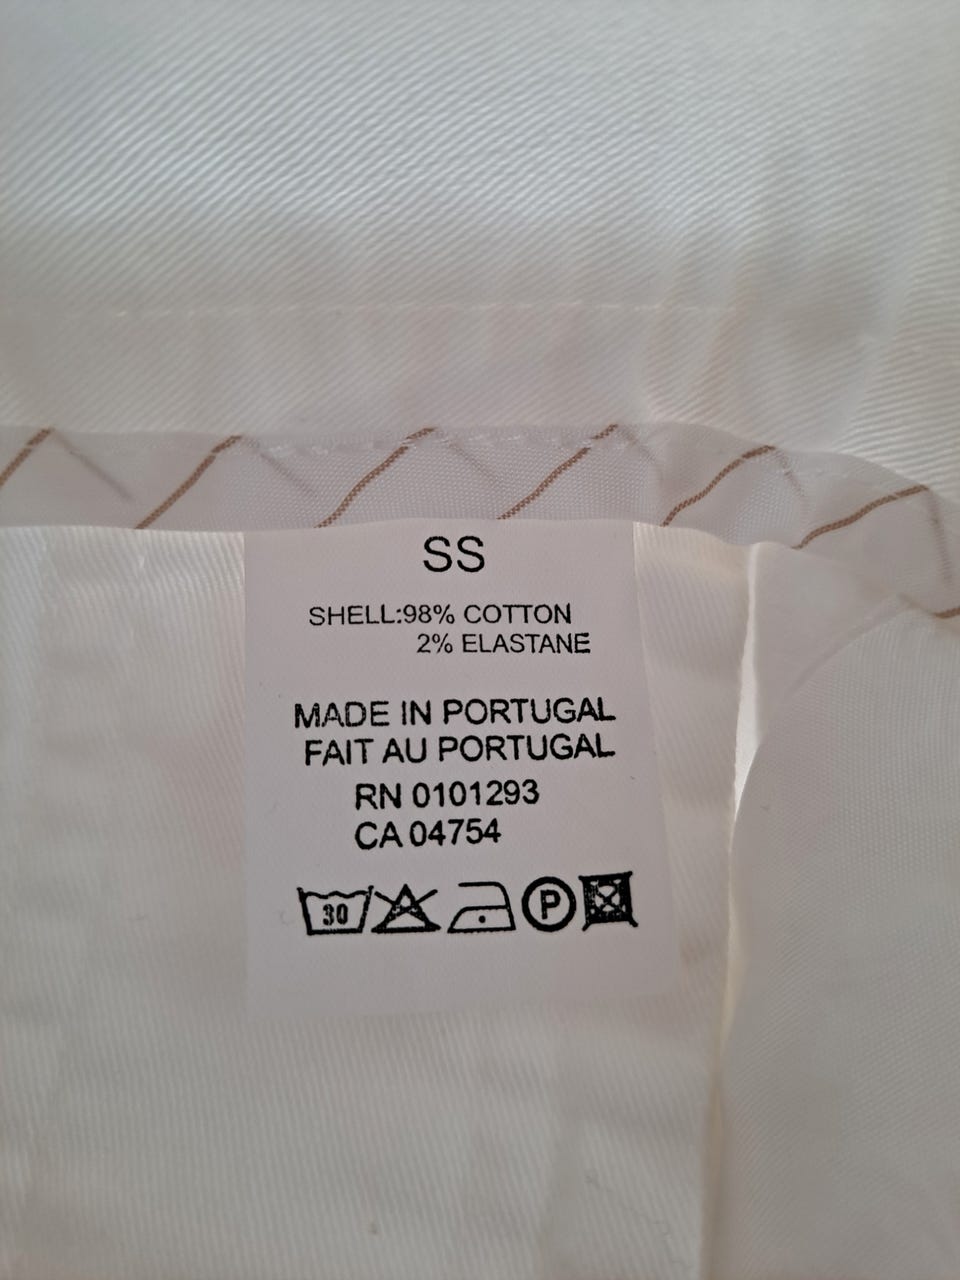 SS
SHELL:98% COTTON
2% ELASTANE
MADE IN PORTUGAL
FAIT AU PORTUGAL
RN 0101293
CA 04754
30 P